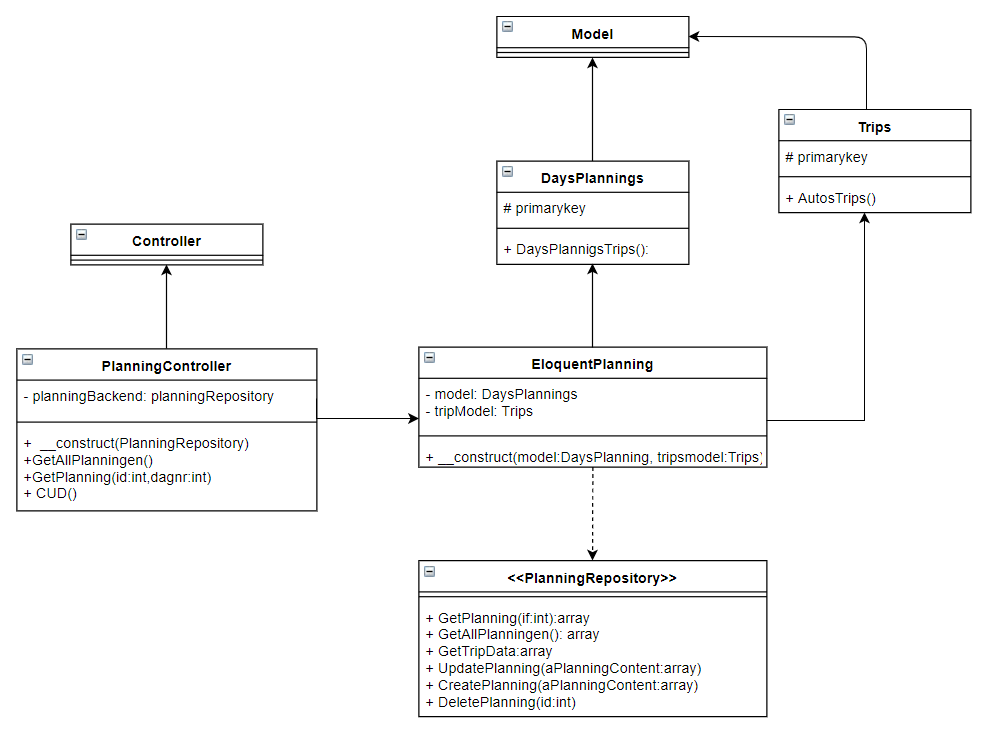 Model
Trips
# primarykey
+ AutosTrips()
DaysPlannings
# primarykey
+ DaysPlannigsTrips():
Controller
PlanningController
- planningBackend: planningRepository
+  __construct(PlanningRepository)
+GetAllPlanningen()
+GetPlanning(id:int,dagnr:int)
+ CUD()
EloquentPlanning
- model: DaysPlannings
- tripModel: Trips
+ __construct(model:DaysPlanning, tripsmodel:Trips)
<<PlanningRepository>>
+ GetPlanning(if:int):array
+ GetAllPlanningen(): array
+ GetTripData:array
+ UpdatePlanning(aPlanningContent:array)
+ CreatePlanning(aPlanningContent:array)
+ DeletePlanning(id:int)